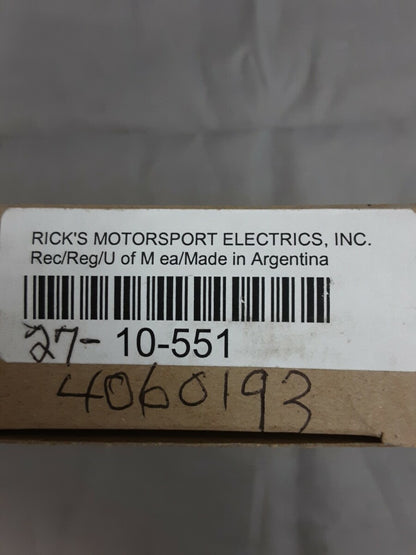 RICK'S MOTORSPORT ELECTRICS, INC.
Rec/Reg/U of M ea/Made in Argentina
27- 10-551
4060193